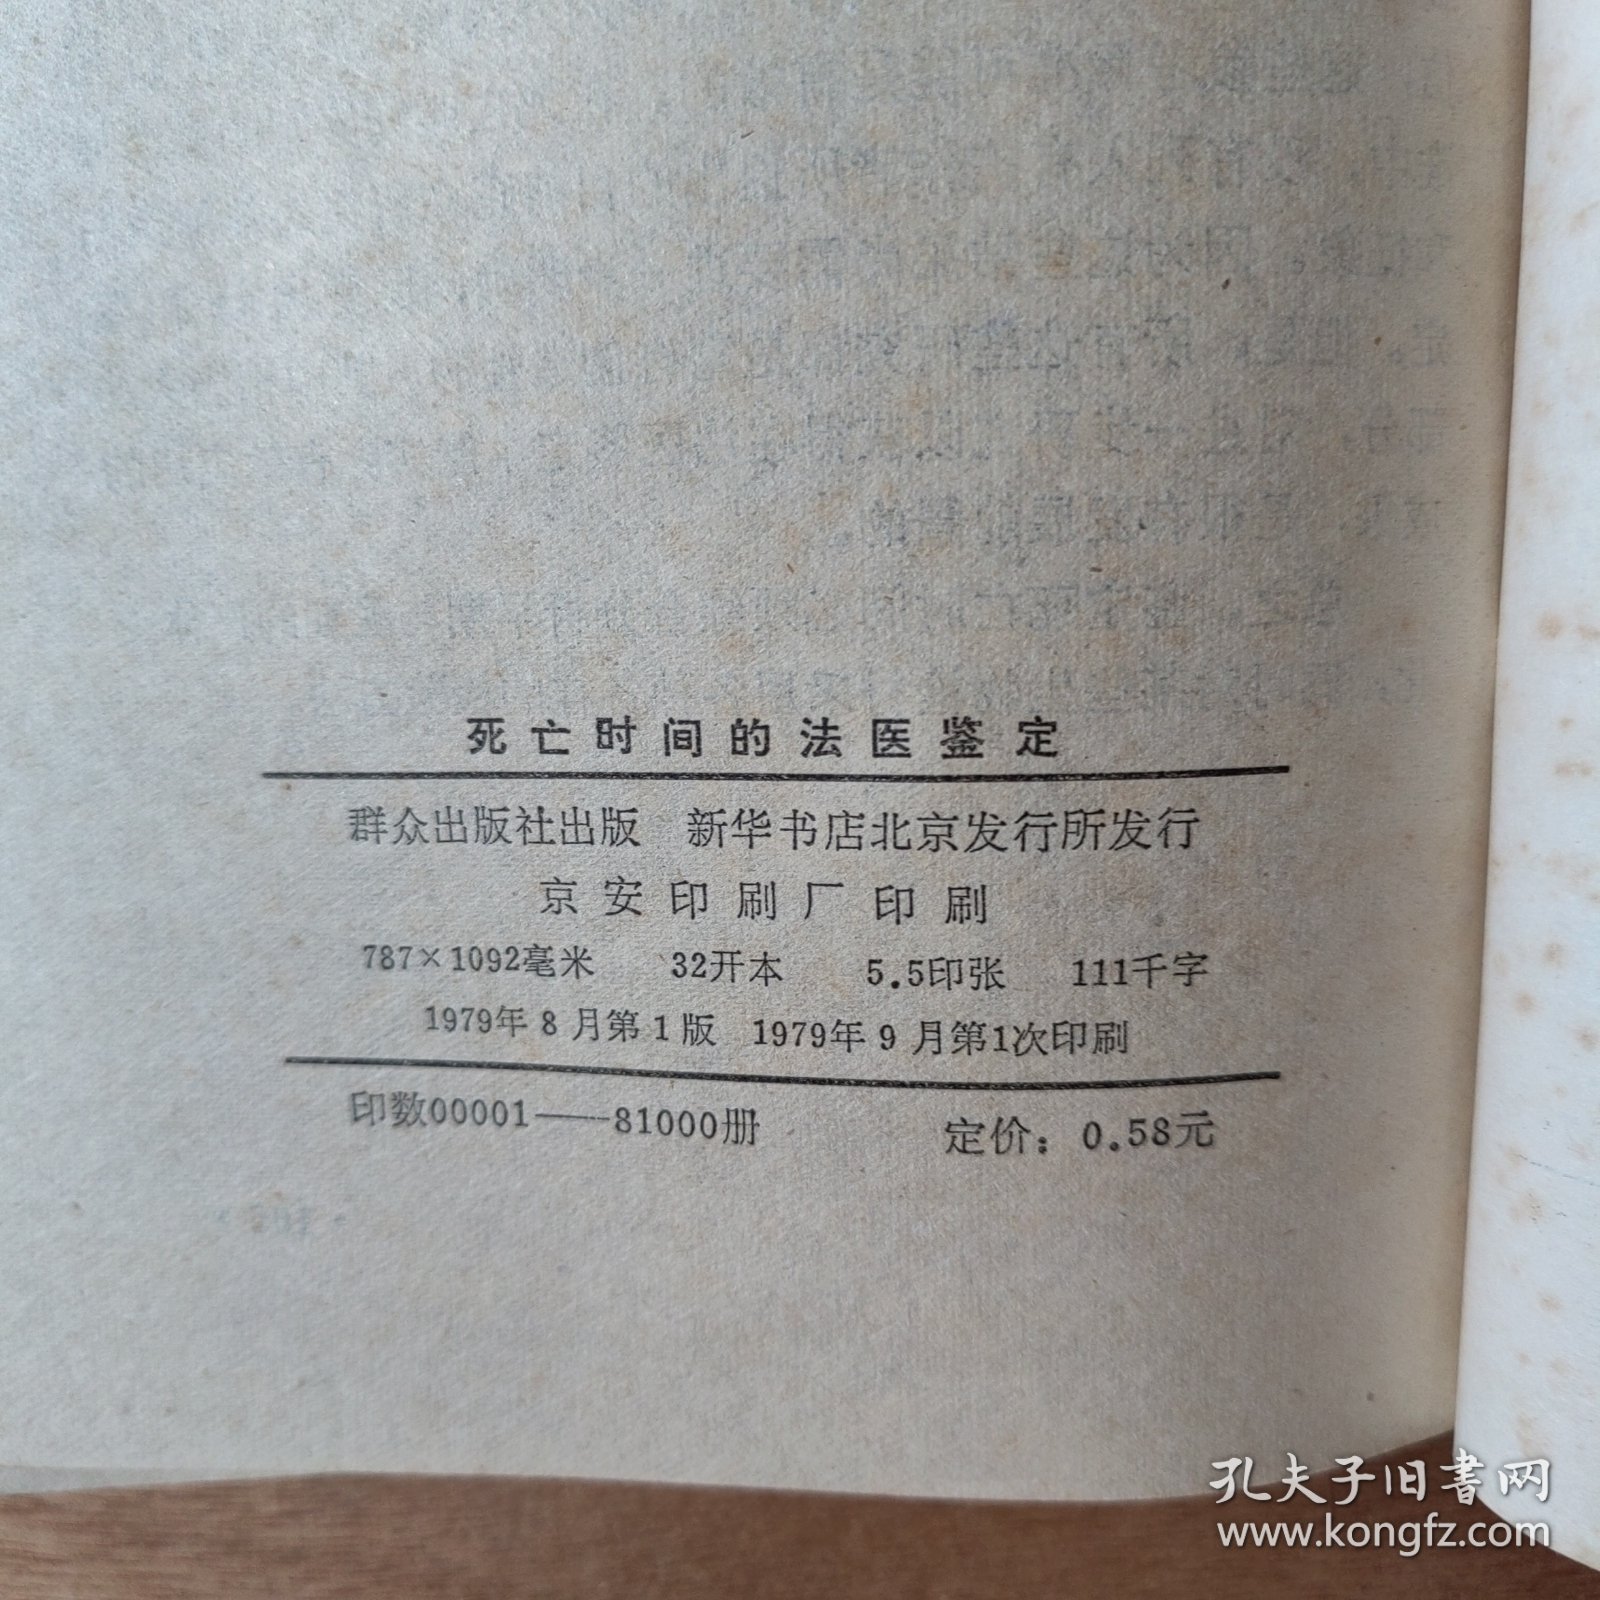 死亡时间的法医鉴定
群众出版社出版 新华书店北京发行所发行
京安印刷厂印刷
787×1092毫米 32开本 5.5印张 111千字
1979年8月第1版 1979年9月第1次印刷
印数00001——81000册 定价：0.58元
孔夫子旧书网
www.kongfz.com